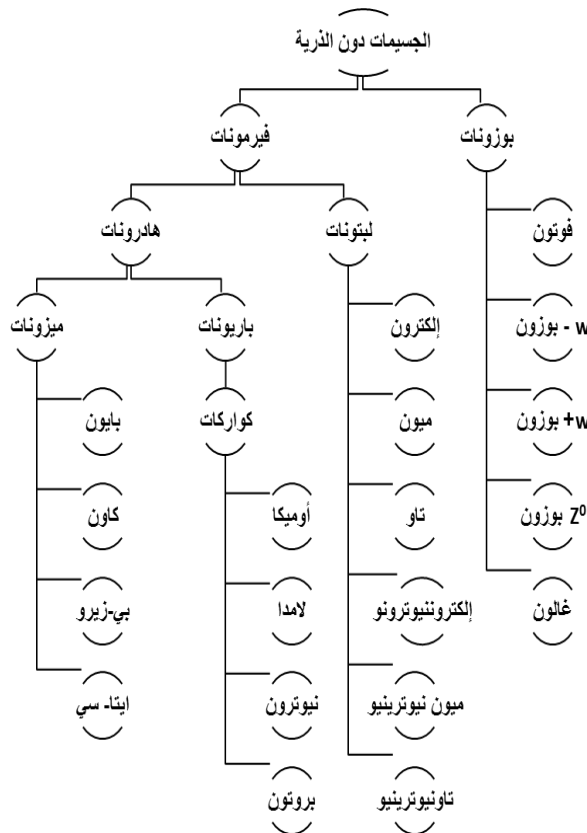 الجسيمات دون الذرية
فيرمونات
بوزونات
هادرونات
لبتونات
فوتون
ميزونات
باريونات
إلكترون
w - بوزون
بايون
كواركات
ميون
w+ بوزون
كاون
أوميكا
تاو
Z⁰ بوزون
بي-زيرو
لامدا
إلكتروننيوترونو
غالون
ايتا- سي
نيوترون
ميون نيوترينيو
بروتون
تاونيوترينيو